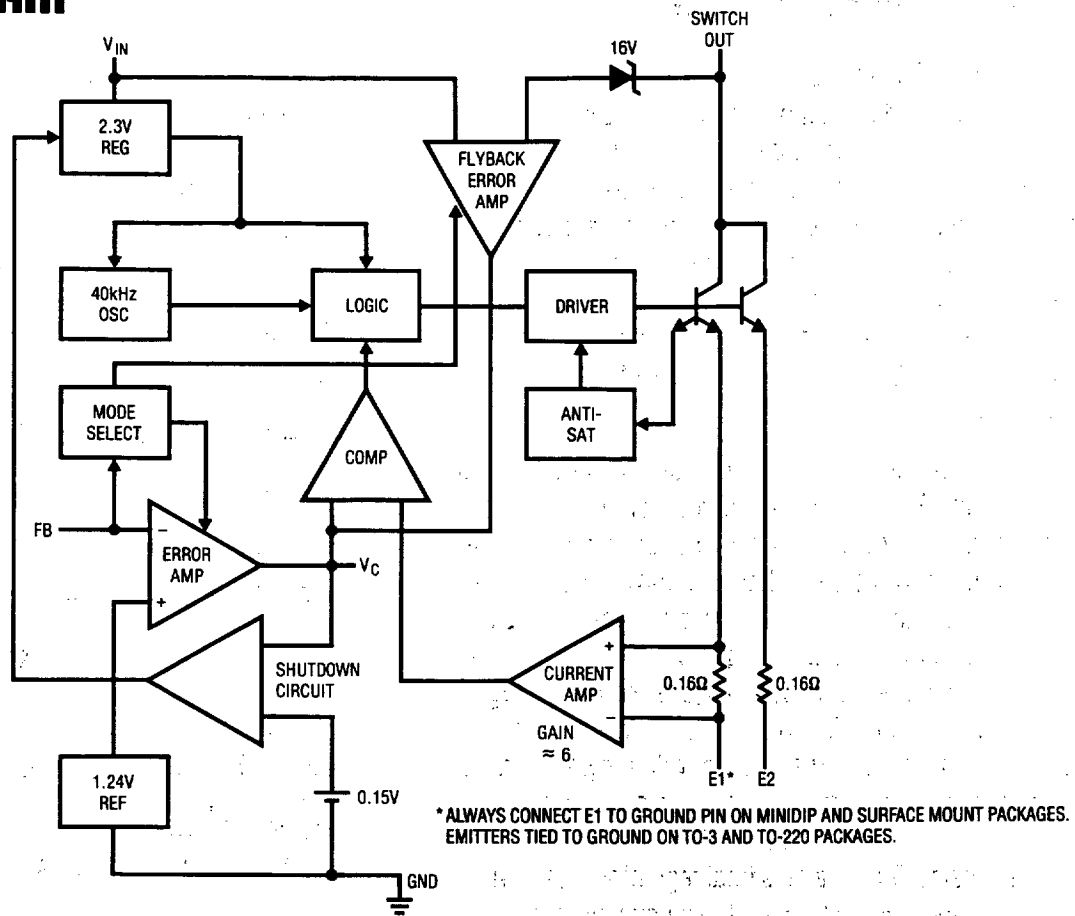 SWITCH
OUT
VIN
16V
2.3V
REG
FLYBACK
ERROR
AMP
40kHz
OSC
LOGIC
DRIVER
MODE
SELECT
ANTI-
SAT
COMP
FB
−
ERROR
AMP
+
VC
SHUTDOWN
CIRCUIT
+
CURRENT
AMP
−
GAIN
≈ 6
0.16Ω
0.16Ω
1.24V
REF
0.15V
E1*
E2
* ALWAYS CONNECT E1 TO GROUND PIN ON MINIDIP AND SURFACE MOUNT PACKAGES.
EMITTERS TIED TO GROUND ON TO-3 AND TO-220 PACKAGES.
GND